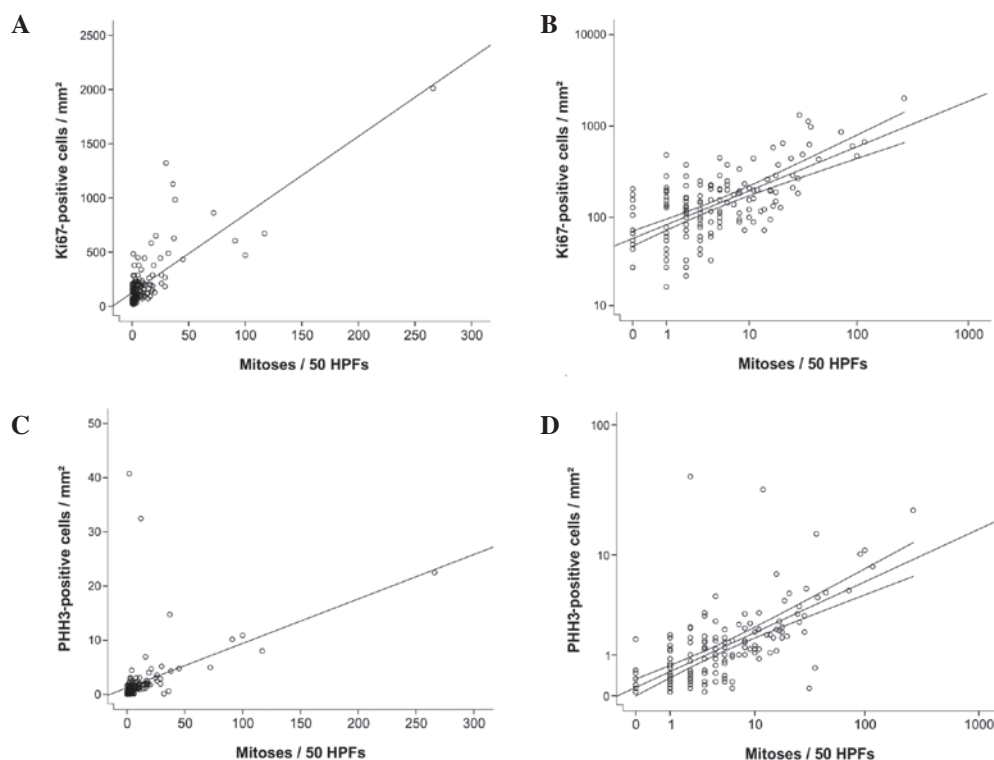 A
Ki67-positive cells / mm²
2500
2000
1500
1000
500
0
0 50 100 150 200 250 300
Mitoses / 50 HPFs
B
Ki67-positive cells / mm²
10000
1000
100
10
0 1 10 100 1000
Mitoses / 50 HPFs
C
PHH3-positive cells / mm²
50
40
30
20
10
0
0 50 100 150 200 250 300
Mitoses / 50 HPFs
D
PHH3-positive cells / mm²
100
10
1
0
0 1 10 100 1000
Mitoses / 50 HPFs